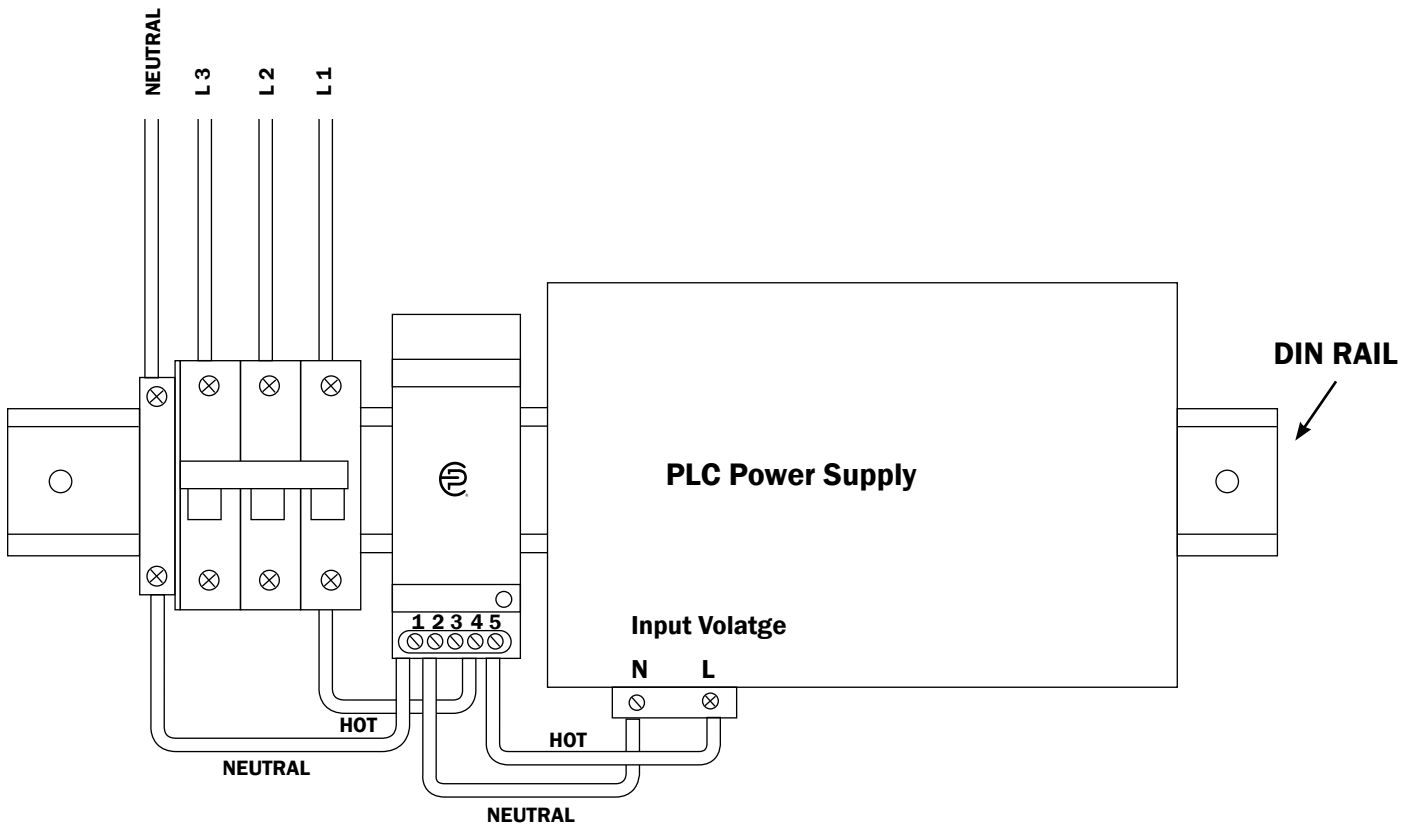 NEUTRAL
L 3
L 2
L 1
DIN RAIL
PLC Power Supply
1 2 3 4 5
Input Volatge
N L
HOT
HOT
NEUTRAL
NEUTRAL